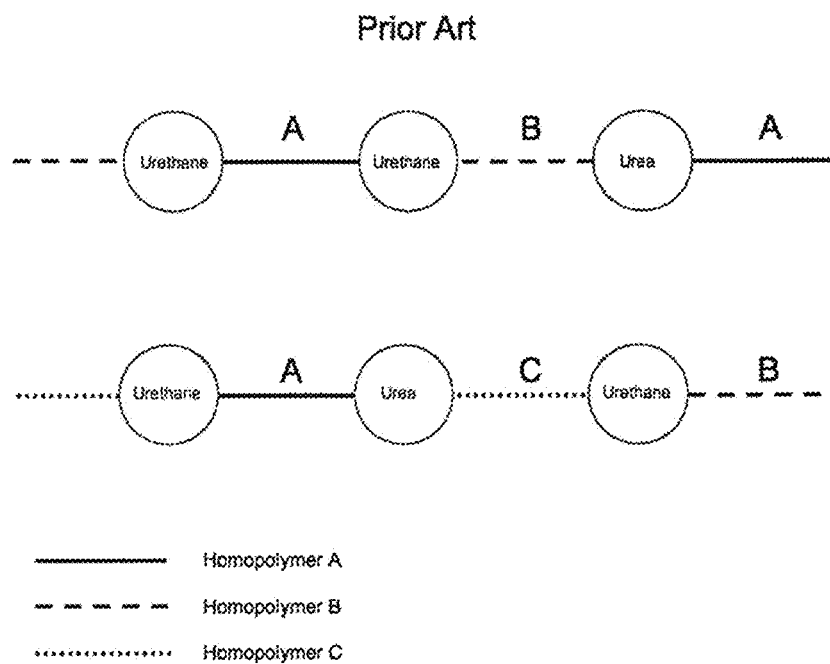 Prior Art
A B A
Urethane Urethane Urea
A C B
Urethane Urea Urethane
Homopolymer A
Homopolymer B
Homopolymer C